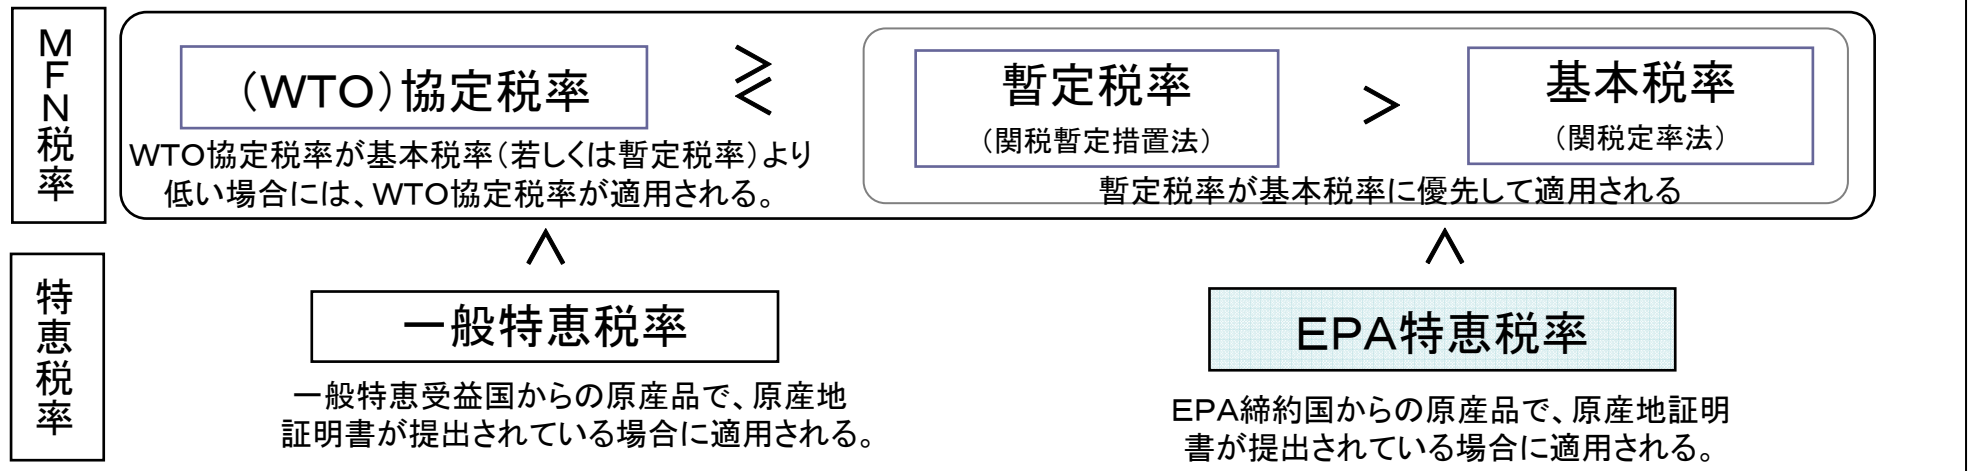 MFN税率
(WTO)協定税率
≷
暫定税率
(関税暫定措置法)
>
基本税率
(関税定率法)
WTO協定税率が基本税率(若しくは暫定税率)より
低い場合には、WTO協定税率が適用される。
暫定税率が基本税率に優先して適用される
∧
∧
特恵税率
一般特恵税率
一般特恵受益国からの原産品で、原産地
証明書が提出されている場合に適用される。
EPA特恵税率
EPA締約国からの原産品で、原産地証明
書が提出されている場合に適用される。